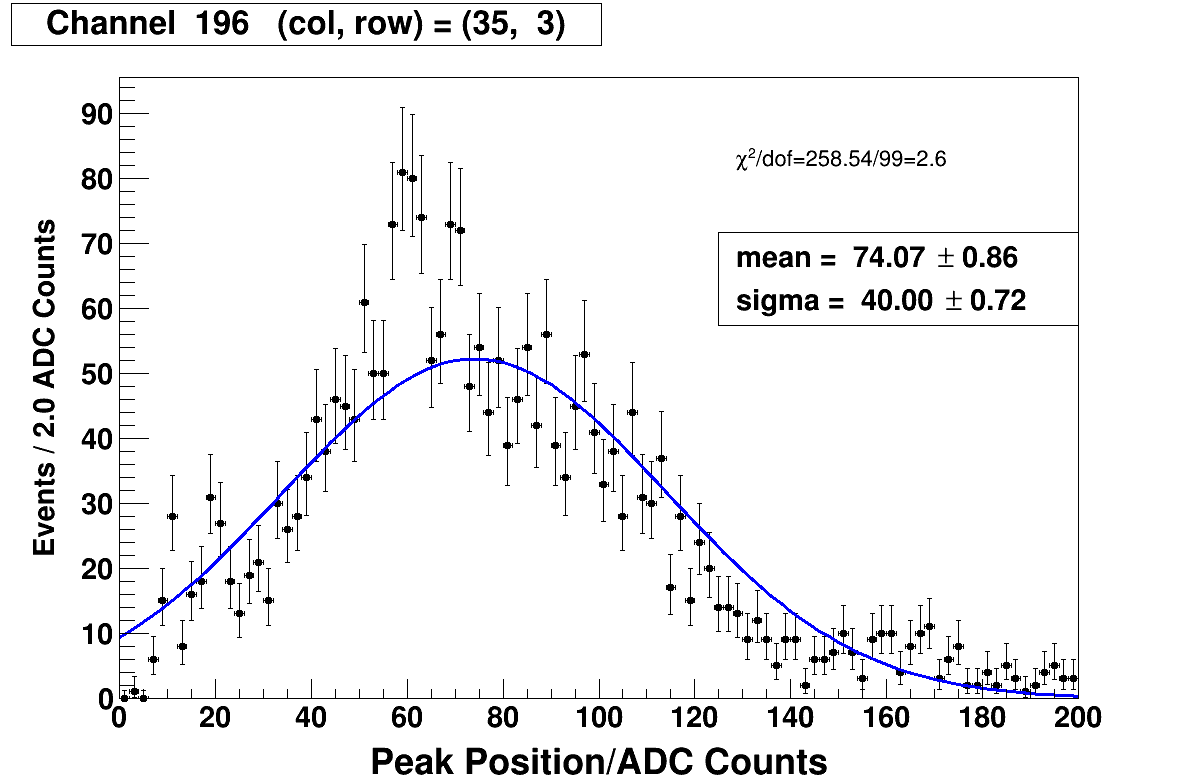 Channel 196 (col, row) = (35, 3)
χ²/dof=258.54/99=2.6
mean = 74.07 ± 0.86
sigma = 40.00 ± 0.72
Events / 2.0 ADC Counts
90
80
70
60
50
40
30
20
10
0
0 20 40 60 80 100 120 140 160 180 200
Peak Position/ADC Counts